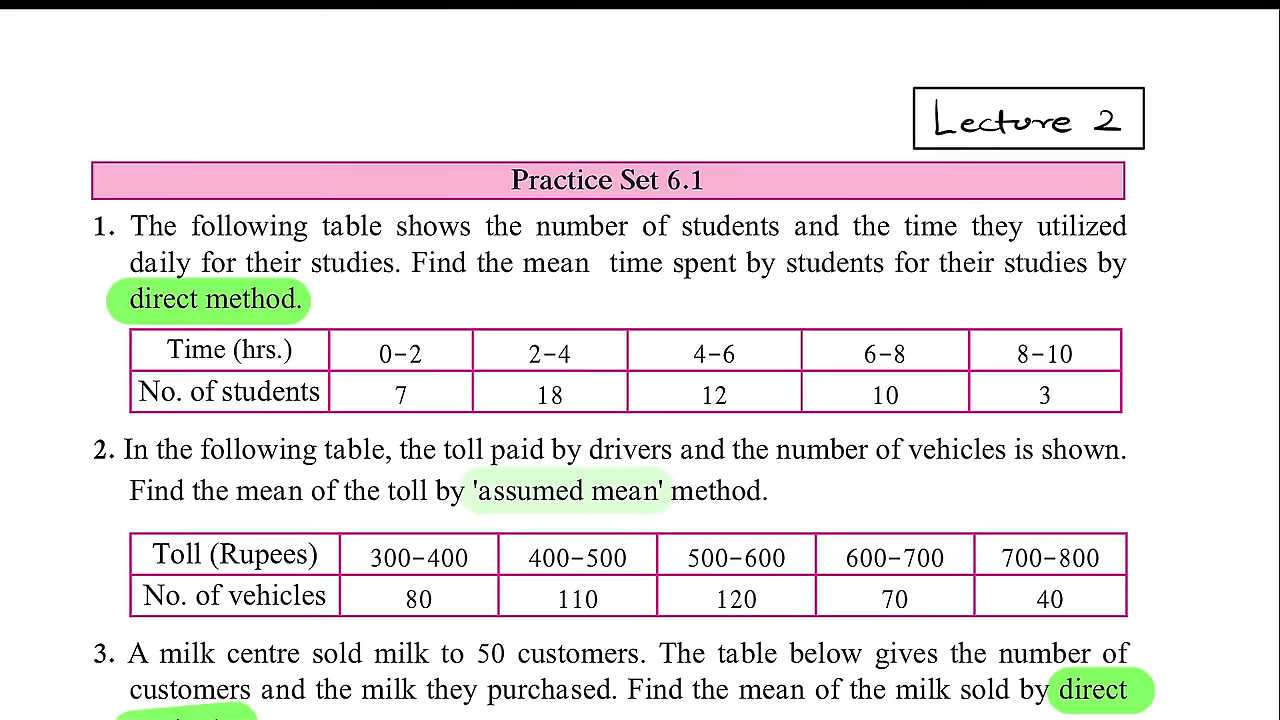 Lecture 2
Practice Set 6.1
1. The following table shows the number of students and the time they utilized
daily for their studies. Find the mean time spent by students for their studies by
direct method.
Time (hrs.) 0-2 2-4 4-6 6-8 8-10
No. of students 7 18 12 10 3
2. In the following table, the toll paid by drivers and the number of vehicles is shown.
Find the mean of the toll by 'assumed mean' method.
Toll (Rupees) 300-400 400-500 500-600 600-700 700-800
No. of vehicles 80 110 120 70 40
3. A milk centre sold milk to 50 customers. The table below gives the number of
customers and the milk they purchased. Find the mean of the milk sold by direct